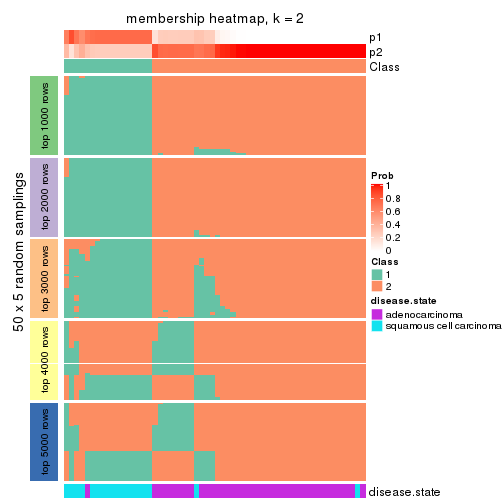 membership heatmap, k = 2
p1
p2
Class
50 x 5 random samplings
top 1000 rows
top 2000 rows
top 3000 rows
top 4000 rows
top 5000 rows
Prob
1
0.8
0.6
0.4
0.2
0
Class
1
2
disease.state
adenocarcinoma
squamous cell carcinoma
disease.state